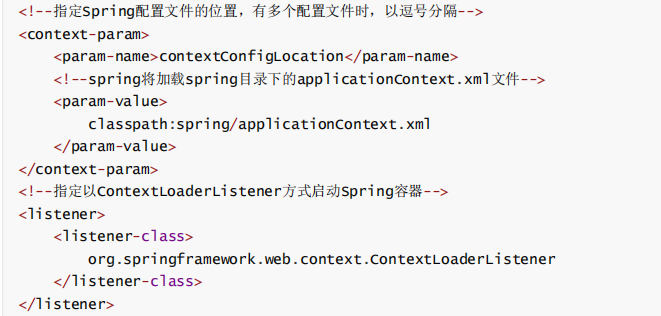 <!--指定Spring配置文件的位置，有多个配置文件时，以逗号分隔-->
<context-param>
    <param-name>contextConfigLocation</param-name>
    <!--spring将加载spring目录下的applicationContext.xml文件-->
    <param-value>
        classpath:spring/applicationContext.xml
    </param-value>
</context-param>
<!--指定以ContextLoaderListener方式启动Spring容器-->
<listener>
    <listener-class>
        org.springframework.web.context.ContextLoaderListener
    </listener-class>
</listener>